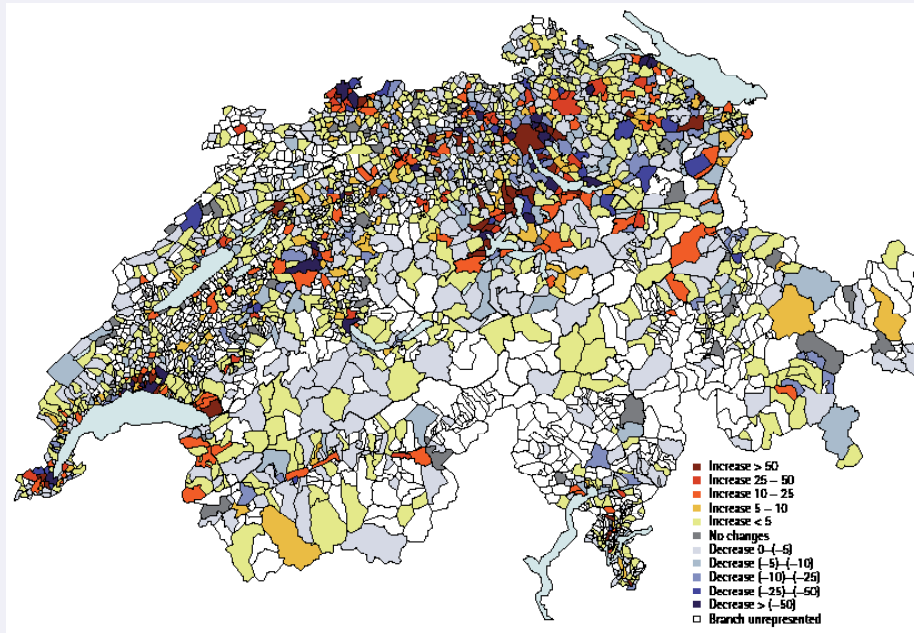 Increase > 50
Increase 25 – 50
Increase 10 – 25
Increase 5 – 10
Increase < 5
No changes
Decrease 0–(–5)
Decrease (–5)–(–10)
Decrease (–10)–(–25)
Decrease (–25)–(–50)
Decrease > (–50)
Branch unrepresented